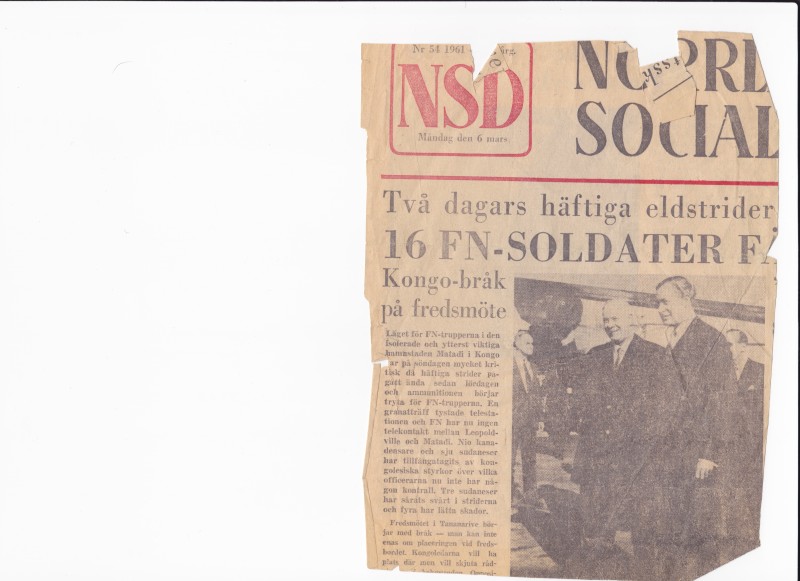 Nr 54 1961
NSD
Måndag den 6 mars
SOCIAL
Två dagars häftiga eldstrider
16 FN-SOLDATER
Kongo-bråk
på fredsmöte
Läget för FN-trupperna i den
isolerade och ytterst viktiga
hamnstaden Matadi i Kongo
var på söndagen mycket kri-
tisk då häftiga strider på-
gått ända sedan lördagen
och ammunitionen börjar
tryta för FN-trupperna. En
granatträff tystade telesta-
tionen och FN har nu ingen
telekontakt mellan Leopold-
ville och Matadi. Nio kana-
densare och sju sudaneser
har tillfångatagits av kon-
golesiska styrkor över vilka
officerarna nu inte har nå-
gon kontroll. Tre sudaneser
har sårats svårt i striderna
och fyra har lätta skador.
Fredsmötet i Tananarive bör-
jar med bråk — man kan inte
enas om placeringen vid freds-
bordet. Kongoledarna vill ha
plats där man vill skjuta råd-